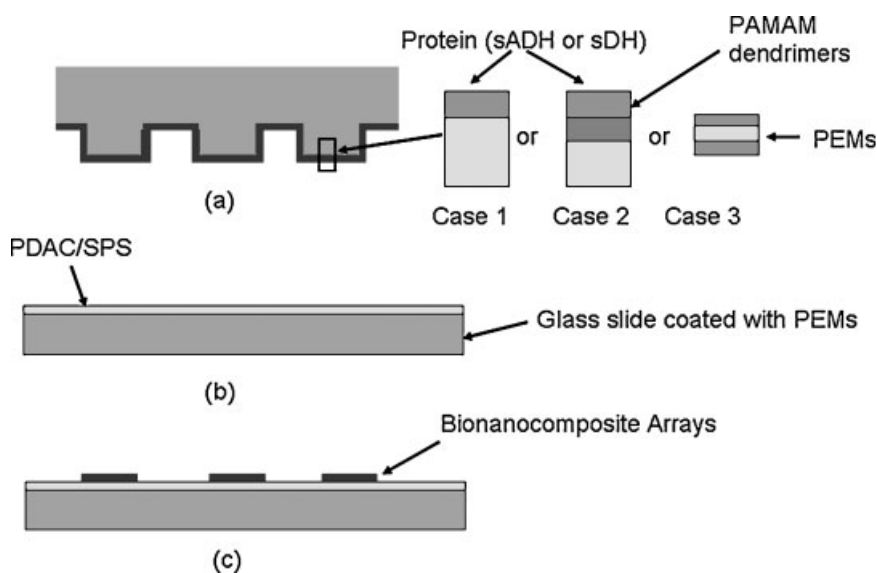 Protein (sADH or sDH)
PAMAM
dendrimers
or
or
PEMs
(a)
Case 1
Case 2
Case 3
PDAC/SPS
Glass slide coated with PEMs
(b)
Bionanocomposite Arrays
(c)